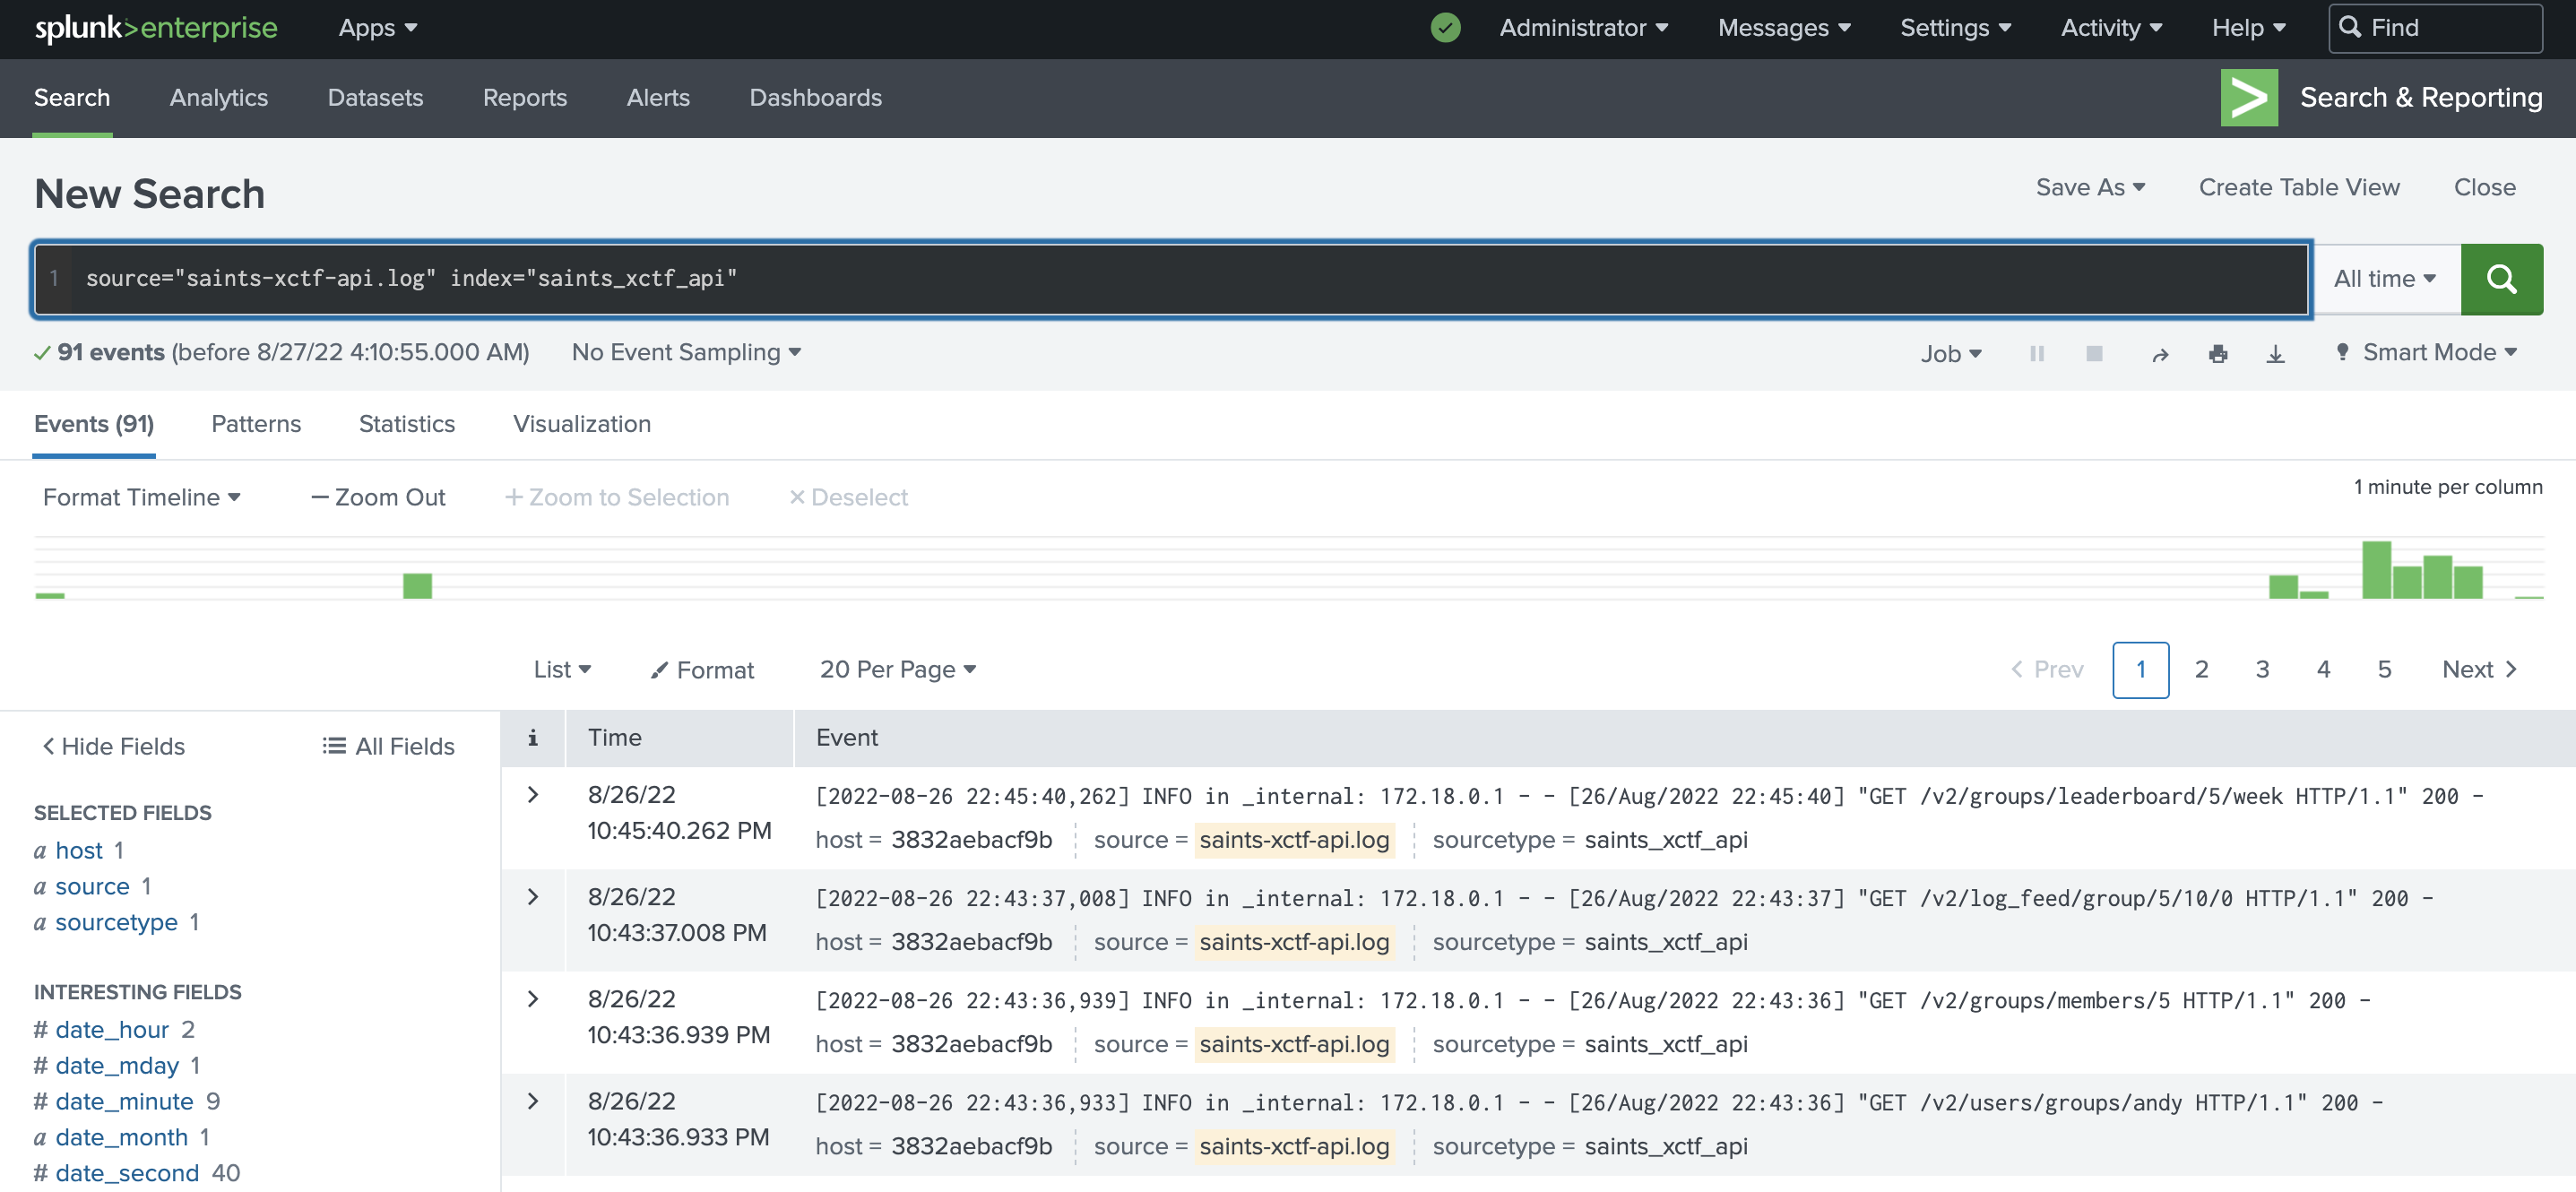 splunk>enterprise Apps Administrator Messages Settings Activity Help Find
Search Analytics Datasets Reports Alerts Dashboards Search & Reporting
New Search Save As Create Table View Close
1 source="saints-xctf-api.log" index="saints_xctf_api" All time
91 events (before 8/27/22 4:10:55.000 AM) No Event Sampling Job Smart Mode
Events (91) Patterns Statistics Visualization
Format Timeline — Zoom Out + Zoom to Selection × Deselect 1 minute per column
List Format 20 Per Page < Prev 1 2 3 4 5 Next >
< Hide Fields All Fields
SELECTED FIELDS
a host 1
a source 1
a sourcetype 1
INTERESTING FIELDS
# date_hour 2
# date_mday 1
# date_minute 9
a date_month 1
# date_second 40
i Time Event
> 8/26/22 [2022-08-26 22:45:40,262] INFO in _internal: 172.18.0.1 - - [26/Aug/2022 22:45:40] "GET /v2/groups/leaderboard/5/week HTTP/1.1" 200 -
10:45:40.262 PM host = 3832aebacf9b source = saints-xctf-api.log sourcetype = saints_xctf_api
> 8/26/22 [2022-08-26 22:43:37,008] INFO in _internal: 172.18.0.1 - - [26/Aug/2022 22:43:37] "GET /v2/log_feed/group/5/10/0 HTTP/1.1" 200 -
10:43:37.008 PM host = 3832aebacf9b source = saints-xctf-api.log sourcetype = saints_xctf_api
> 8/26/22 [2022-08-26 22:43:36,939] INFO in _internal: 172.18.0.1 - - [26/Aug/2022 22:43:36] "GET /v2/groups/members/5 HTTP/1.1" 200 -
10:43:36.939 PM host = 3832aebacf9b source = saints-xctf-api.log sourcetype = saints_xctf_api
> 8/26/22 [2022-08-26 22:43:36,933] INFO in _internal: 172.18.0.1 - - [26/Aug/2022 22:43:36] "GET /v2/users/groups/andy HTTP/1.1" 200 -
10:43:36.933 PM host = 3832aebacf9b source = saints-xctf-api.log sourcetype = saints_xctf_api